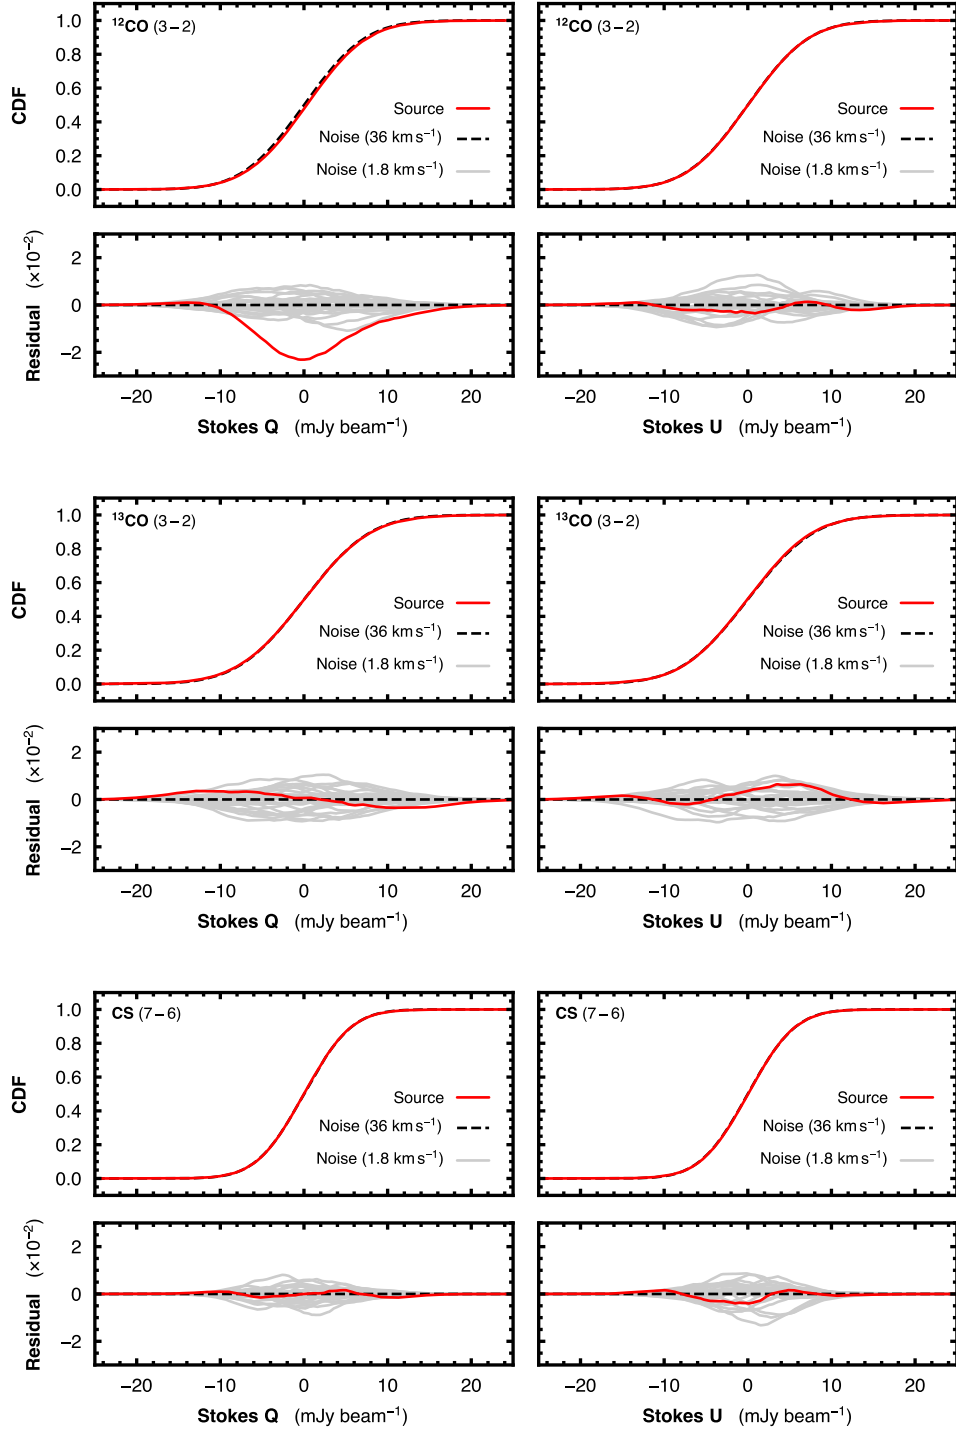 ¹²CO (3 – 2)
CDF
1.0
0.8
0.6
0.4
0.2
0.0
Source
Noise (36 km s⁻¹)
Noise (1.8 km s⁻¹)
¹²CO (3 – 2)
Source
Noise (36 km s⁻¹)
Noise (1.8 km s⁻¹)
Residual (×10⁻²)
2
0
−2
−20 −10 0 10 20
Stokes Q (mJy beam⁻¹)
−20 −10 0 10 20
Stokes U (mJy beam⁻¹)
¹³CO (3 – 2)
CDF
1.0
0.8
0.6
0.4
0.2
0.0
Source
Noise (36 km s⁻¹)
Noise (1.8 km s⁻¹)
¹³CO (3 – 2)
Source
Noise (36 km s⁻¹)
Noise (1.8 km s⁻¹)
Residual (×10⁻²)
2
0
−2
−20 −10 0 10 20
Stokes Q (mJy beam⁻¹)
−20 −10 0 10 20
Stokes U (mJy beam⁻¹)
CS (7 – 6)
CDF
1.0
0.8
0.6
0.4
0.2
0.0
Source
Noise (36 km s⁻¹)
Noise (1.8 km s⁻¹)
CS (7 – 6)
Source
Noise (36 km s⁻¹)
Noise (1.8 km s⁻¹)
Residual (×10⁻²)
2
0
−2
−20 −10 0 10 20
Stokes Q (mJy beam⁻¹)
−20 −10 0 10 20
Stokes U (mJy beam⁻¹)